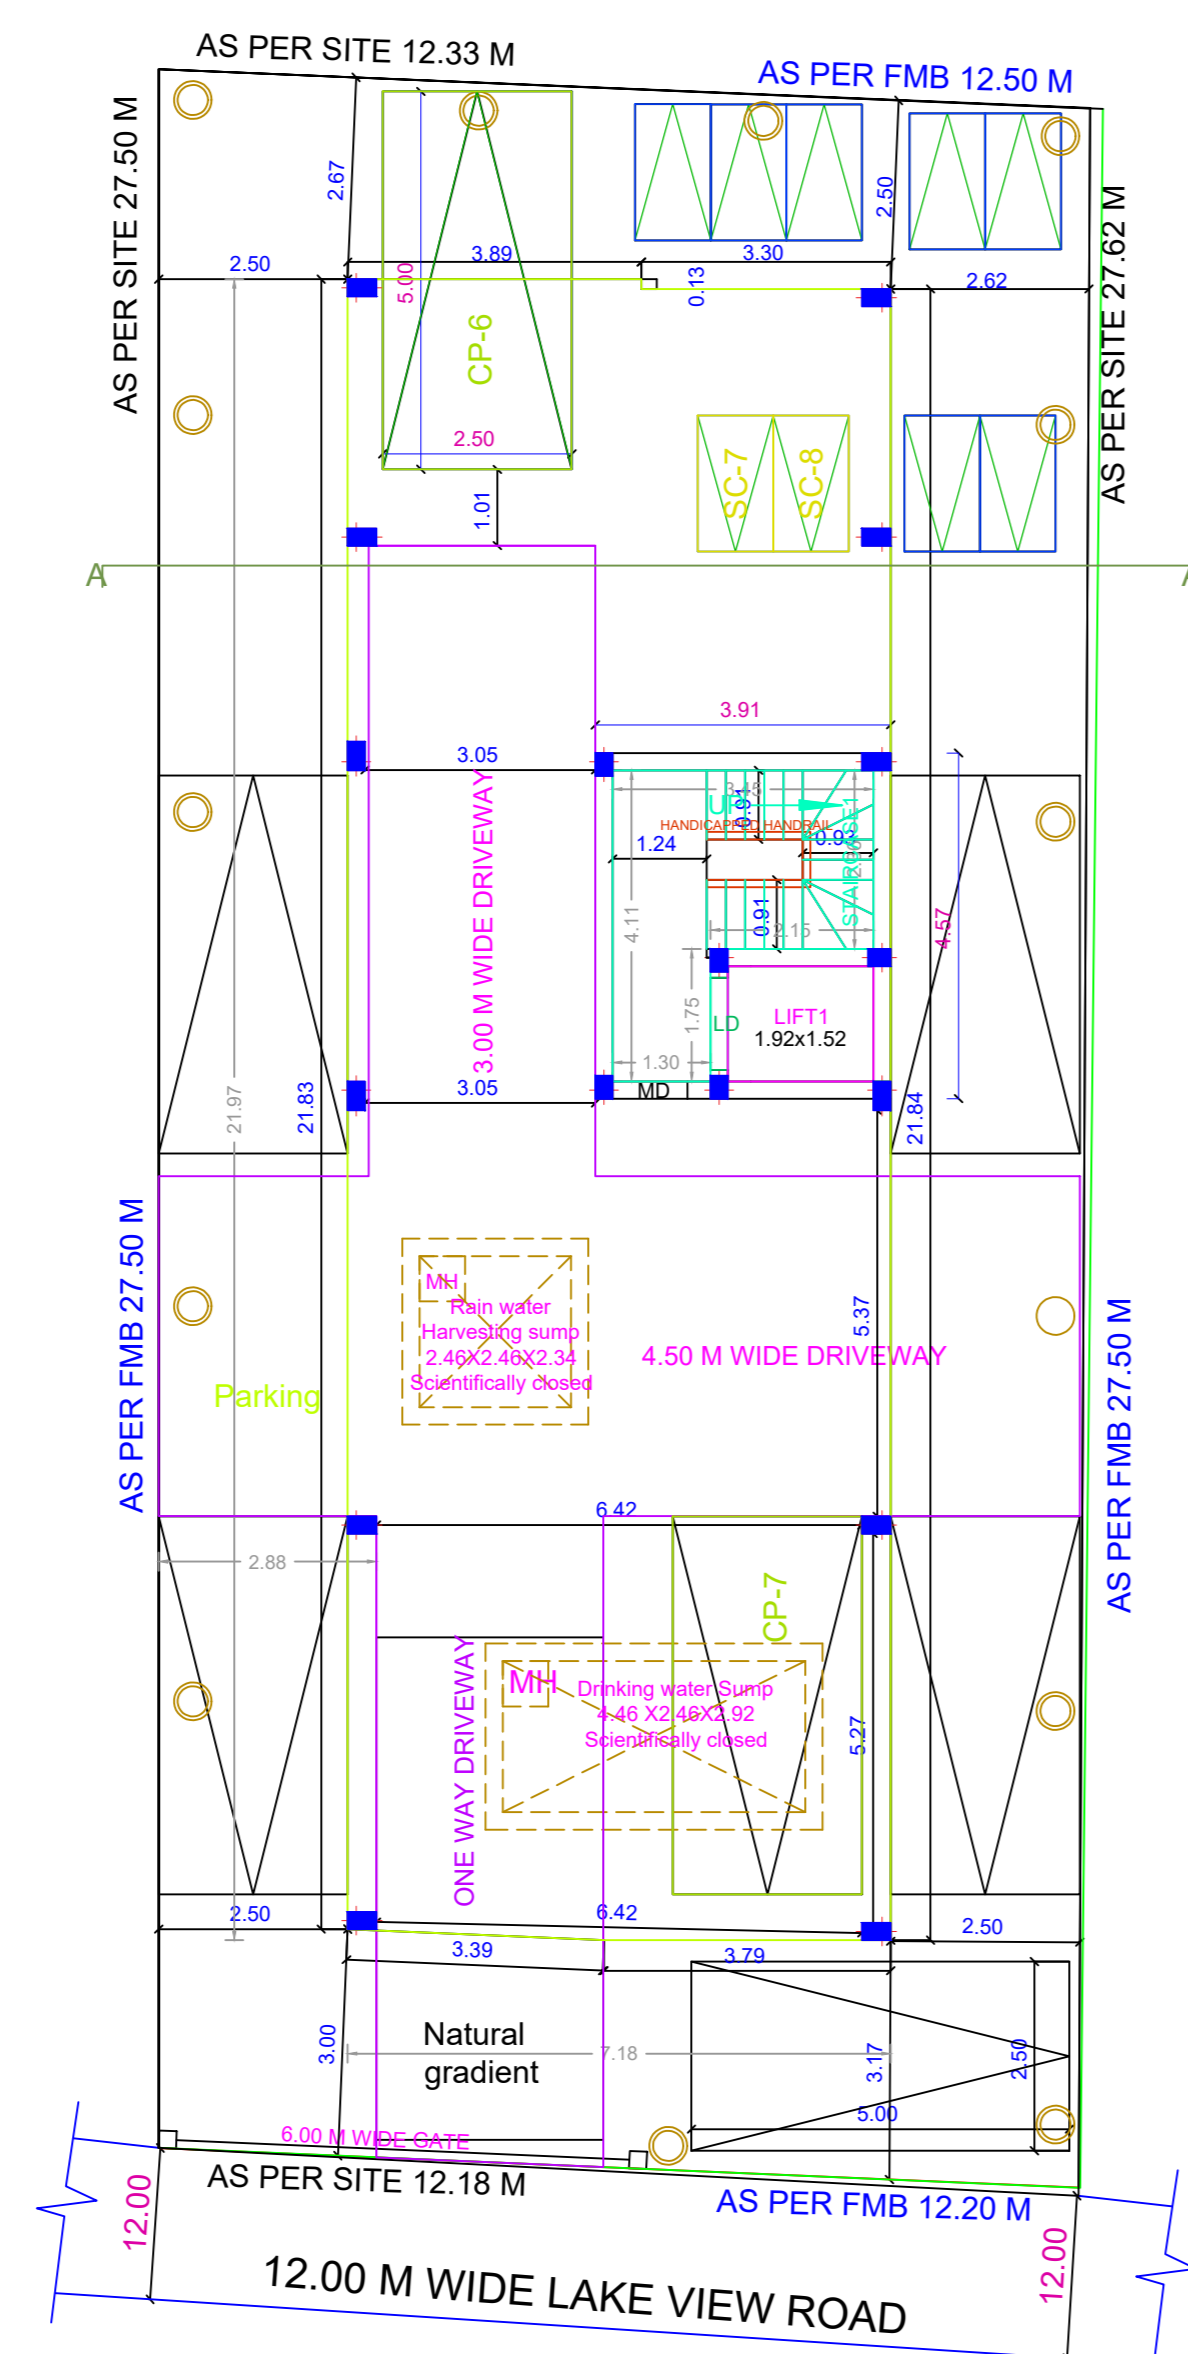 AS PER SITE 12.33 M
AS PER FMB 12.50 M
AS PER SITE 27.50 M
2.67
2.50
AS PER SITE 27.62 M
2.50
3.89
3.30
2.62
5.00
0.13
CP-6
2.50
SC-7
SC-8
1.01
A
3.91
3.05
3.45
UP
0.91
HANDICAPPED HANDRAIL
1.24
STAIRCASE1
3.00 M WIDE DRIVEWAY
4.11
0.91
2.15
4.57
1.75
LD
LIFT1
1.92x1.52
1.30
MD
3.05
21.97
21.83
21.84
AS PER FMB 27.50 M
MH
Rain water
Harvesting sump
2.46X2.46X2.34
Scientifically closed
5.37
4.50 M WIDE DRIVEWAY
Parking
AS PER FMB 27.50 M
6.42
2.88
CP-7
ONE WAY DRIVEWAY
MH
Drinking water Sump
4.46 X2.46X2.92
Scientifically closed
5.27
2.50
6.42
2.50
3.39
3.79
Natural
gradient
3.00
7.18
3.17
2.50
5.00
6.00 M WIDE GATE
AS PER SITE 12.18 M
AS PER FMB 12.20 M
12.00
12.00
12.00 M WIDE LAKE VIEW ROAD